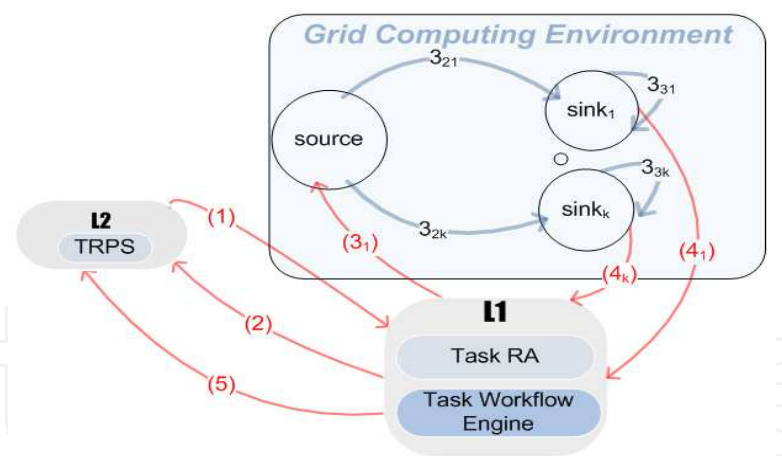 Grid Computing Environment
3₂₁
sink₁
3₃₁
source
3₃ₖ
sinkₖ
3₂ₖ
L2
TRPS
(1)
(3₁)
(4₁)
(4ₖ)
(2)
L1
Task RA
(5)
Task Workflow
Engine